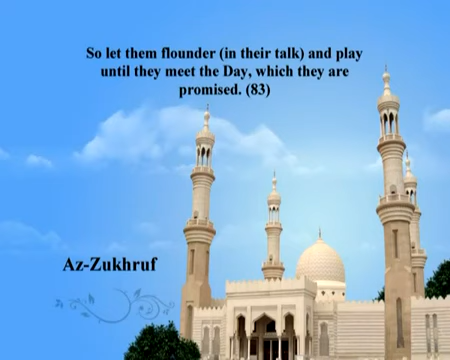 So let them flounder (in their talk) and play
until they meet the Day, which they are
promised. (83)
Az-Zukhruf